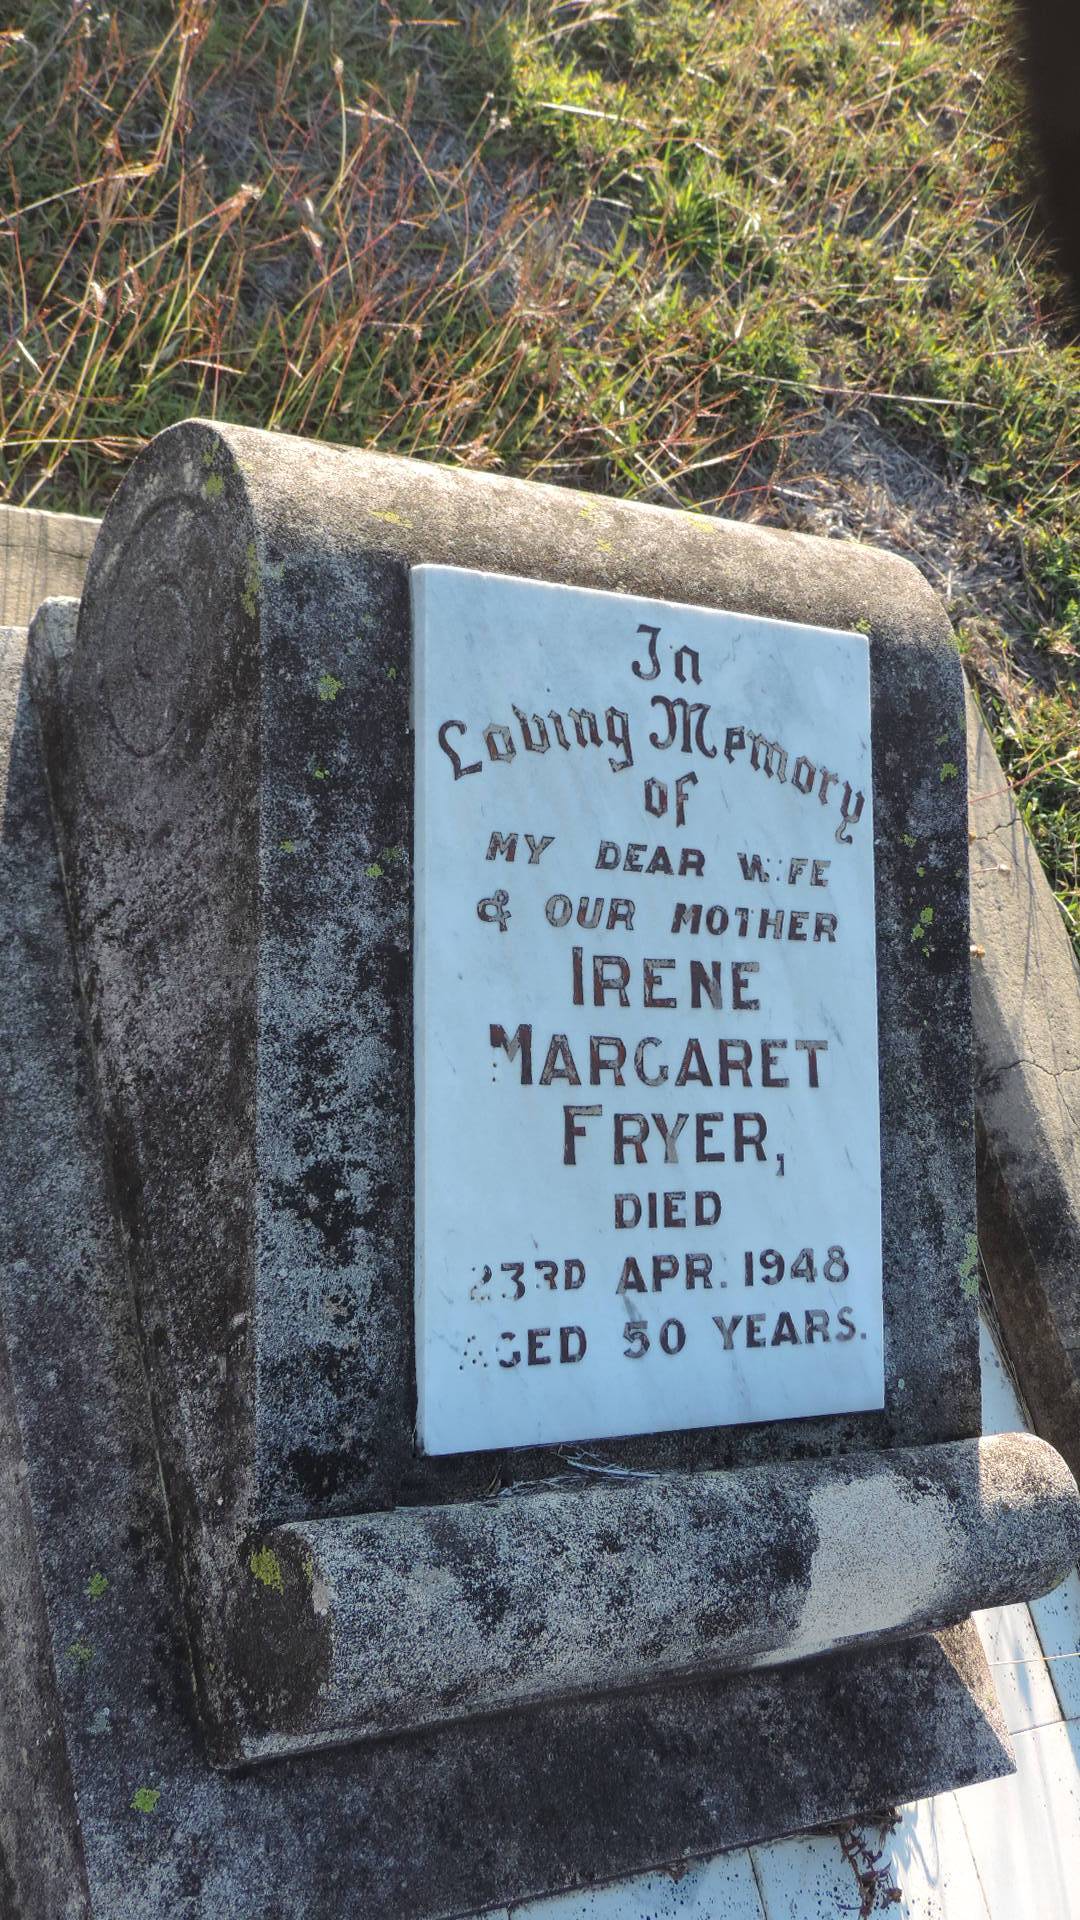 In
Loving Memory
of
MY DEAR WIFE
& OUR MOTHER
IRENE
MARGARET
FRYER,
DIED
23RD APR. 1948
AGED 50 YEARS.